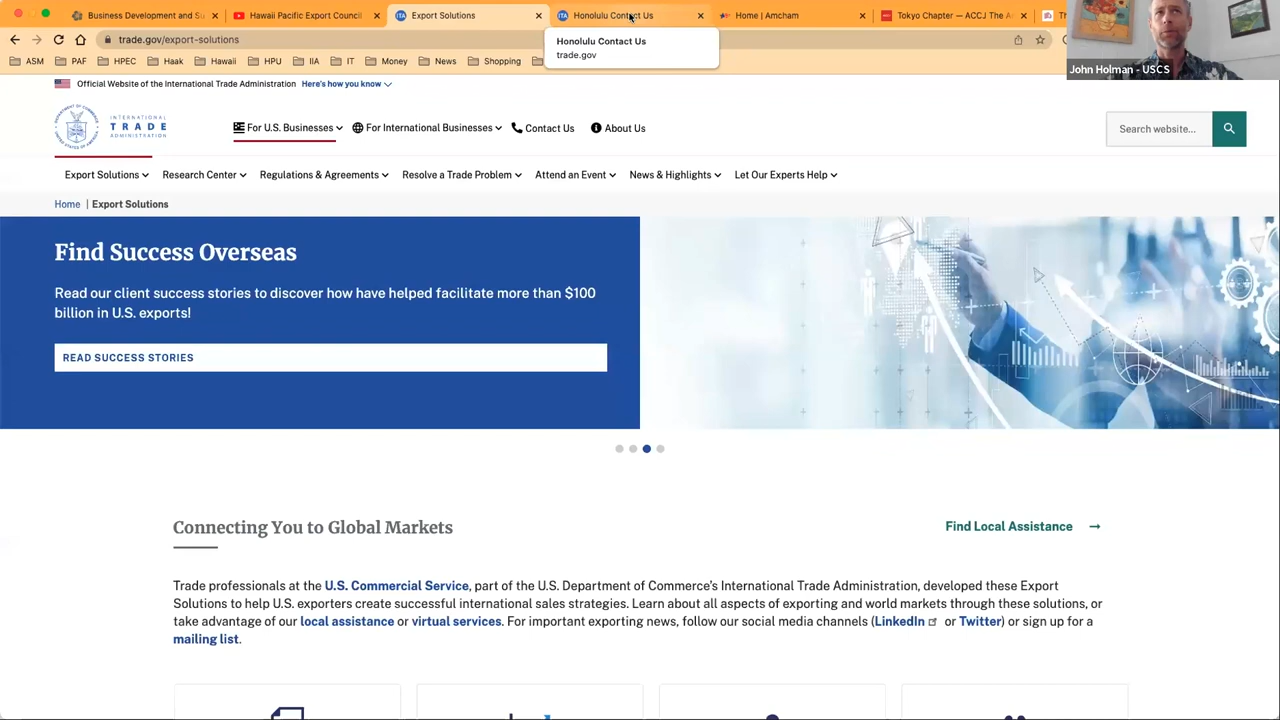 Business Development and Su
Hawaii Pacific Export Council
Export Solutions
Honolulu Contact Us
Home | Amcham
Tokyo Chapter — ACCJ The A
Th
trade.gov/export-solutions
Honolulu Contact Us
trade.gov
ASM
PAF
HPEC
Haak
Hawaii
HPU
IIA
IT
Money
News
Shopping
John Holman - USCS
Official Website of the International Trade Administration Here's how you know
INTERNATIONAL
TRADE
ADMINISTRATION
For U.S. Businesses
For International Businesses
Contact Us
About Us
Search website...
Export Solutions
Research Center
Regulations & Agreements
Resolve a Trade Problem
Attend an Event
News & Highlights
Let Our Experts Help
Home | Export Solutions
Find Success Overseas
Read our client success stories to discover how have helped facilitate more than $100
billion in U.S. exports!
READ SUCCESS STORIES
Connecting You to Global Markets
Find Local Assistance
Trade professionals at the U.S. Commercial Service, part of the U.S. Department of Commerce's International Trade Administration, developed these Export
Solutions to help U.S. exporters create successful international sales strategies. Learn about all aspects of exporting and world markets through these solutions, or
take advantage of our local assistance or virtual services. For important exporting news, follow our social media channels (LinkedIn or Twitter) or sign up for a
mailing list.